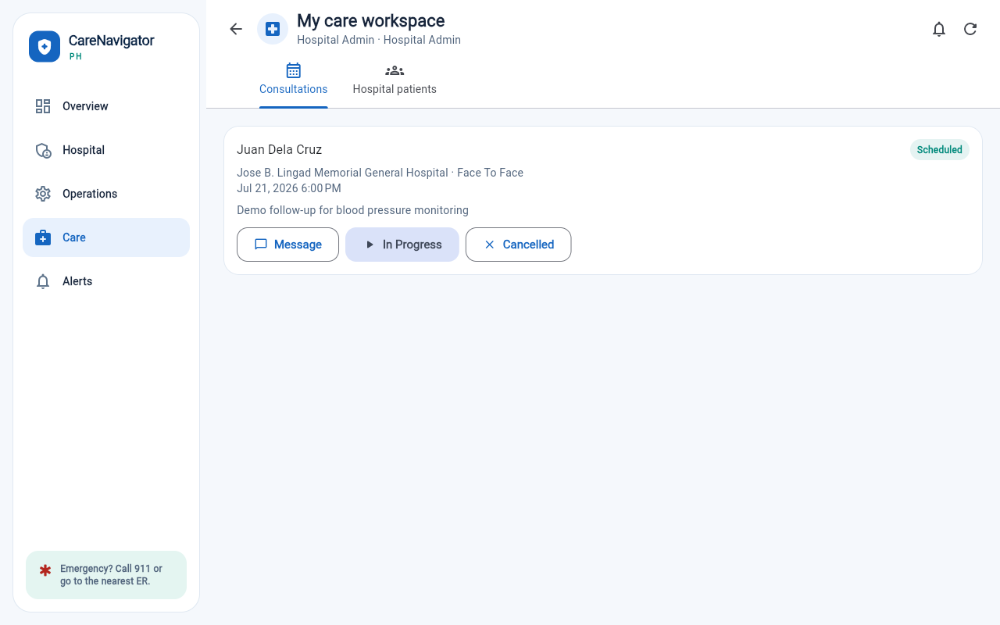 CareNavigator
PH
Overview
Hospital
Operations
Care
Alerts
Emergency? Call 911 or
go to the nearest ER.
My care workspace
Hospital Admin · Hospital Admin
Consultations
Hospital patients
Juan Dela Cruz
Scheduled
Jose B. Lingad Memorial General Hospital · Face To Face
Jul 21, 2026 6:00 PM
Demo follow-up for blood pressure monitoring
Message
In Progress
Cancelled